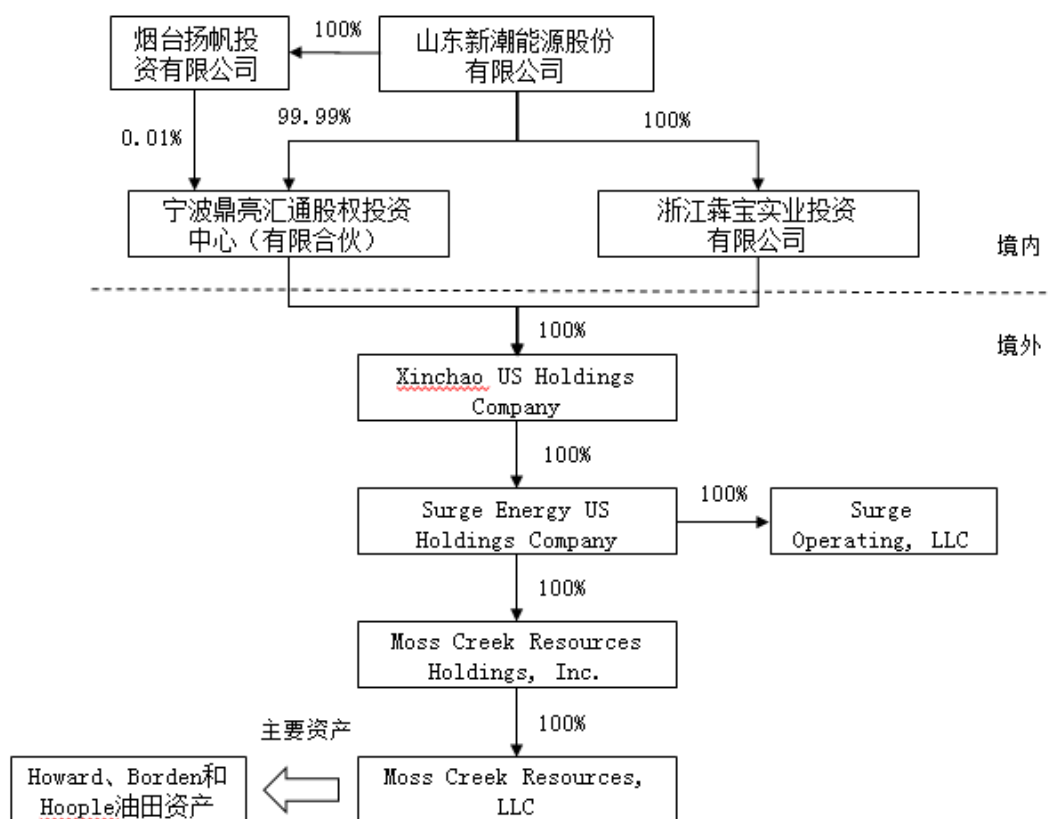 烟台扬帆投
资有限公司
100%
山东新潮能源股份
有限公司
0.01%
99.99%
100%
宁波鼎亮汇通股权投资
中心（有限合伙）
浙江犇宝实业投资
有限公司
境内
境外
100%
Xinchao US Holdings
Company
100%
Surge Energy US
Holdings Company
100%
Surge
Operating, LLC
100%
Moss Creek Resources
Holdings, Inc.
100%
主要资产
Howard、Borden和
Hoople油田资产
Moss Creek Resources,
LLC